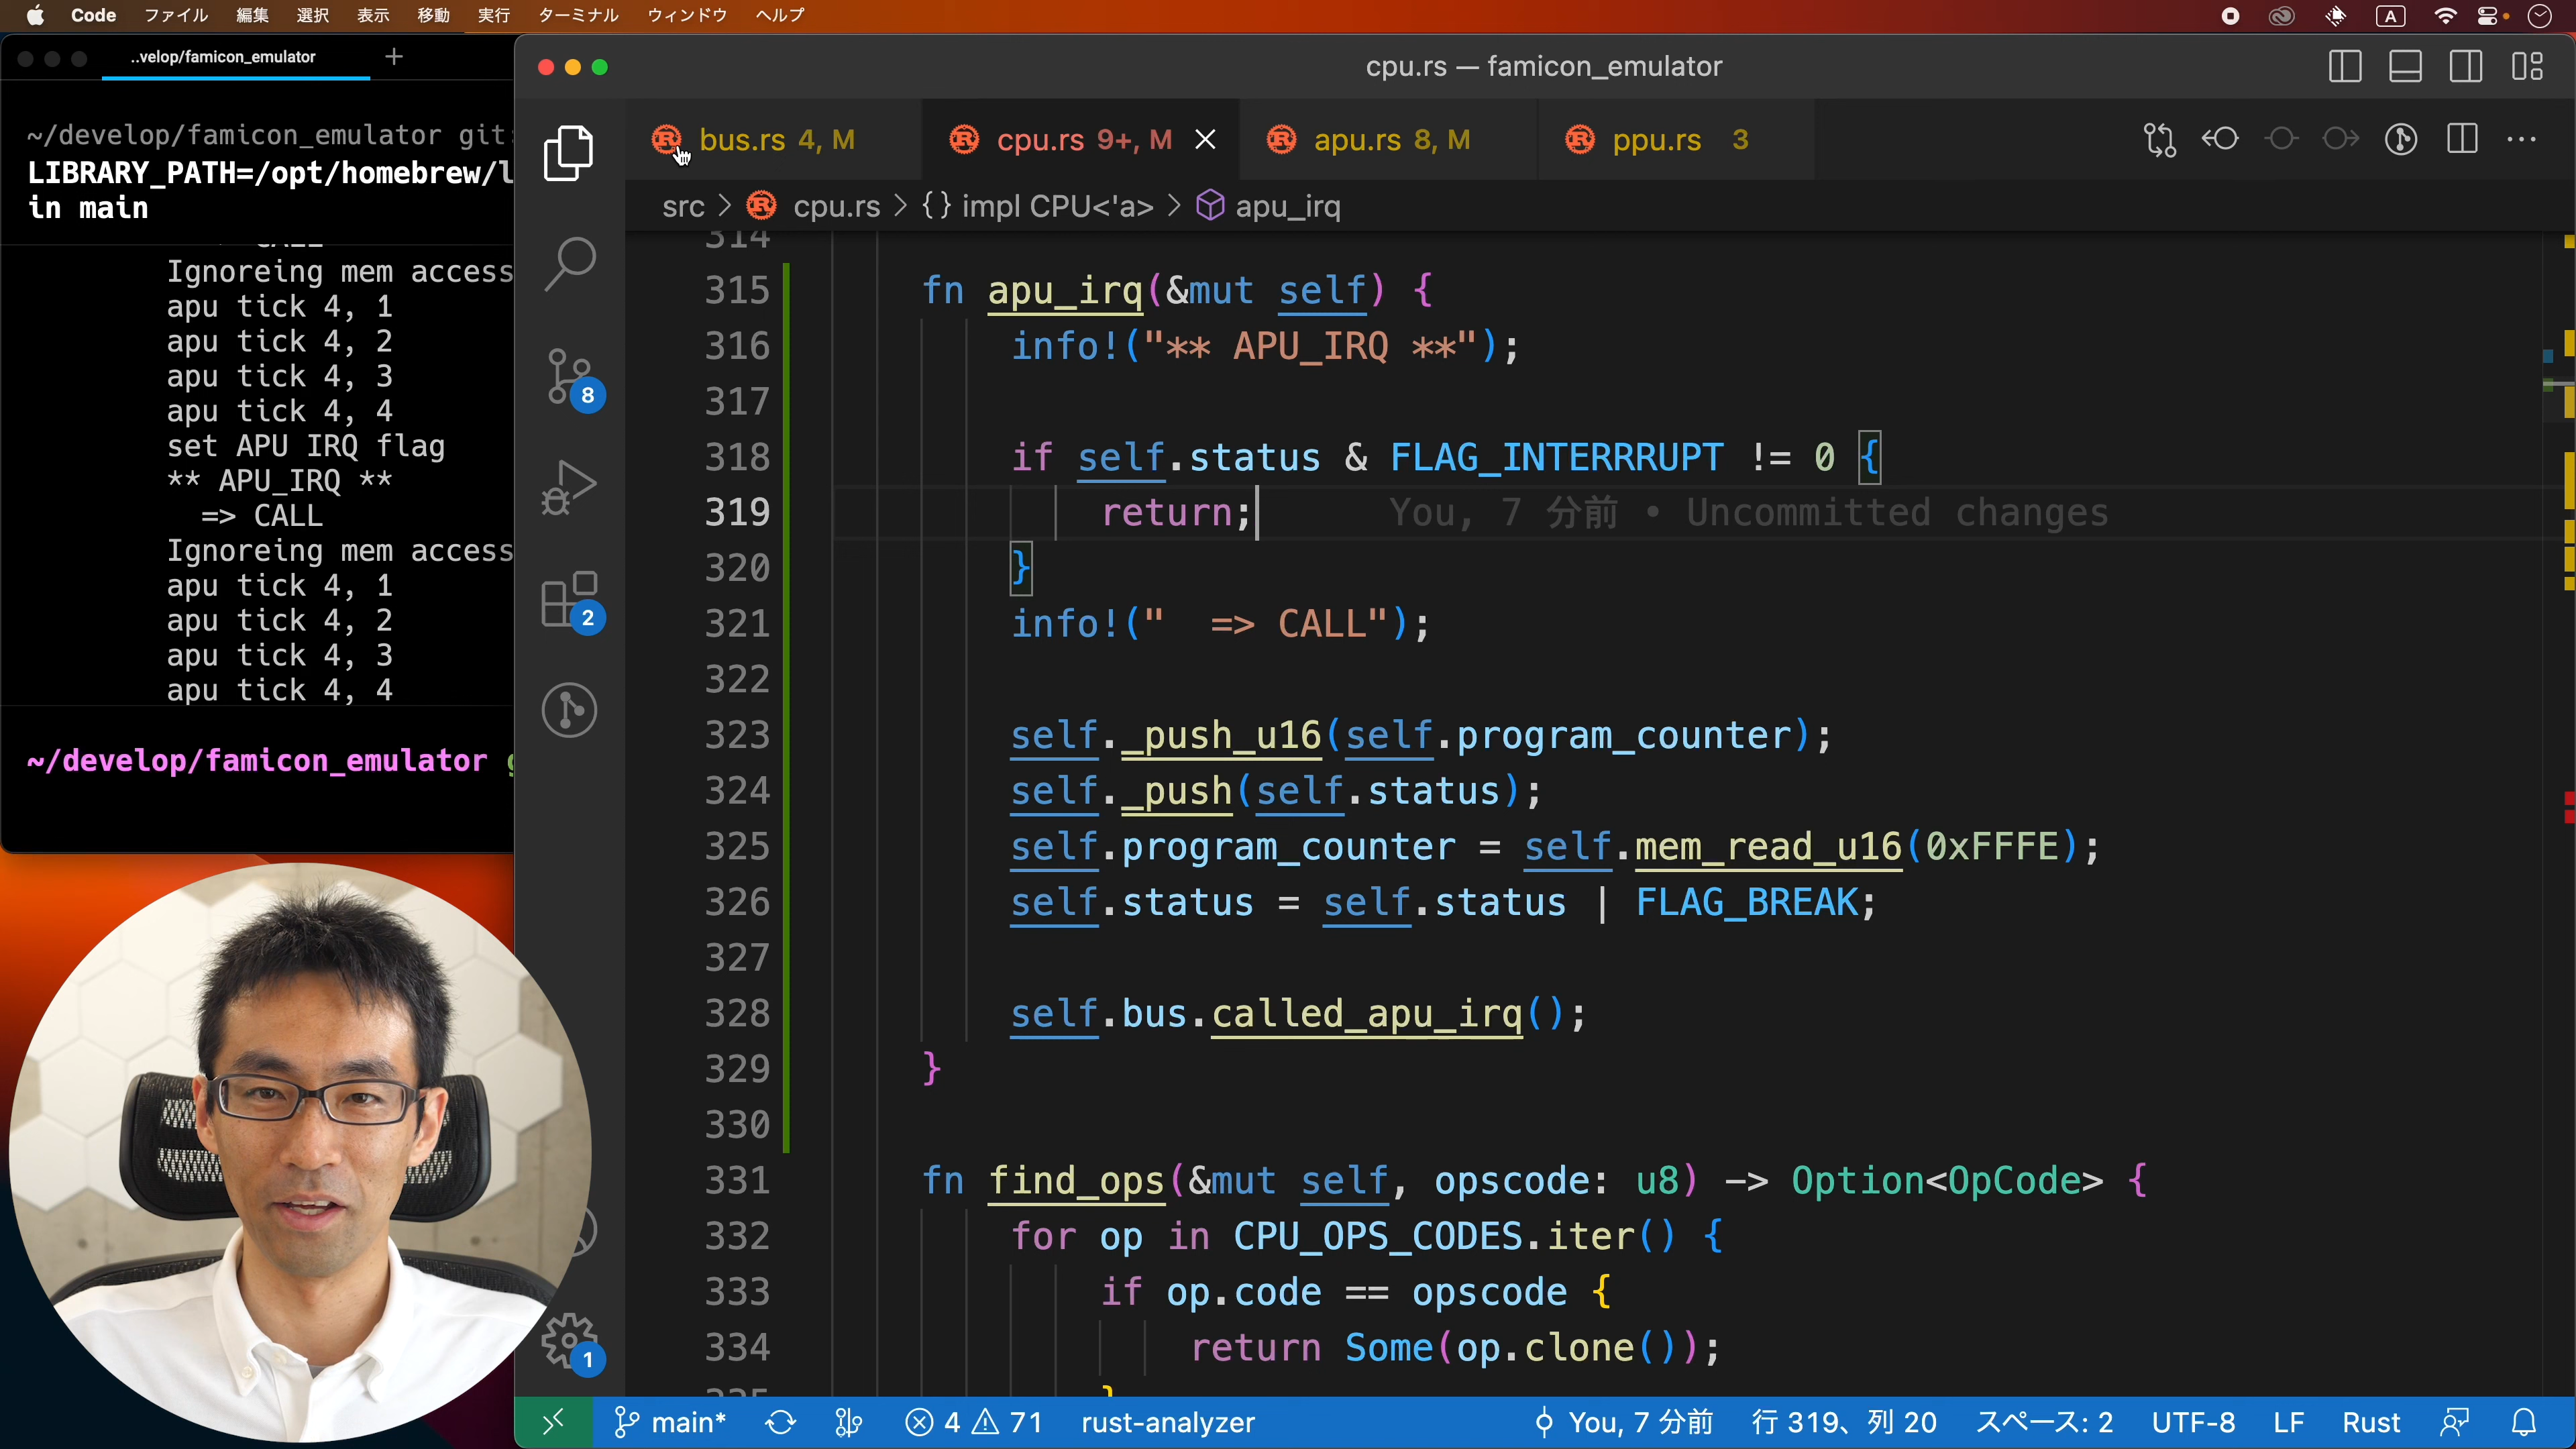 Code ファイル 編集 選択 表示 移動 実行 ターミナル ウィンドウ ヘルプ
A
..velop/famicon_emulator +
~/develop/famicon_emulator git:
LIBRARY_PATH=/opt/homebrew/l
in main
Ignoreing mem access
apu tick 4, 1
apu tick 4, 2
apu tick 4, 3
apu tick 4, 4
set APU IRQ flag
** APU_IRQ **
=> CALL
Ignoreing mem access
apu tick 4, 1
apu tick 4, 2
apu tick 4, 3
apu tick 4, 4
~/develop/famicon_emulator g
cpu.rs — famicon_emulator
bus.rs 4, M
cpu.rs 9+, M
apu.rs 8, M
ppu.rs 3
src > cpu.rs > {} impl CPU<'a> > apu_irq
8
2
1
314
315 fn apu_irq(&mut self) {
316 info!("** APU_IRQ **");
317
318 if self.status & FLAG_INTERRRUPT != 0 {
319 return; You, 7 分前 • Uncommitted changes
320 }
321 info!("  => CALL");
322
323 self._push_u16(self.program_counter);
324 self._push(self.status);
325 self.program_counter = self.mem_read_u16(0xFFFE);
326 self.status = self.status | FLAG_BREAK;
327
328 self.bus.called_apu_irq();
329 }
330
331 fn find_ops(&mut self, opscode: u8) -> Option<OpCode> {
332 for op in CPU_OPS_CODES.iter() {
333 if op.code == opscode {
334 return Some(op.clone());
335 }
main* 4 71 rust-analyzer You, 7 分前 行 319、列 20 スペース: 2 UTF-8 LF Rust